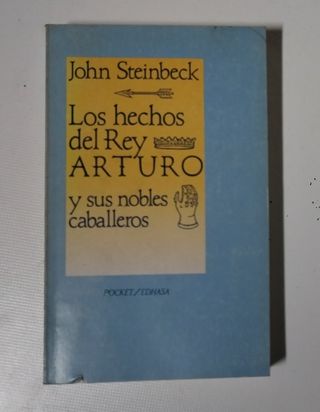 John Steinbeck
Los hechos
del Rey
ARTURO
y sus nobles
caballeros
POCKET/EDHASA